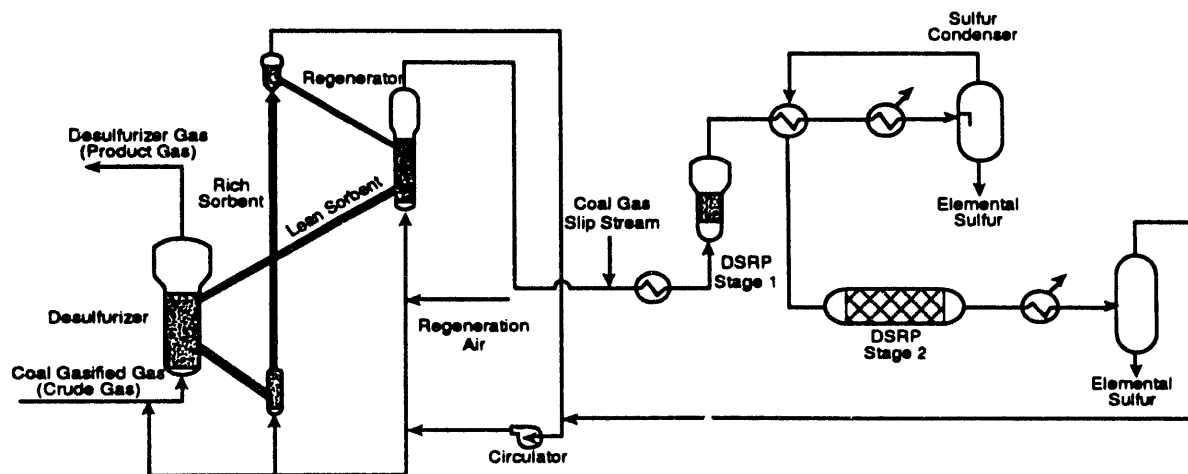 Sulfur
Condenser
Regenerator
Desulfurizer Gas
(Product Gas)
Rich
Sorbent
Lean Sorbent
Coal Gas
Slip Stream
Elemental
Sulfur
DSRP
Stage 1
Desulfurizer
Regeneration
Air
DSRP
Stage 2
Coal Gasified Gas
(Crude Gas)
Elemental
Sulfur
Circulator